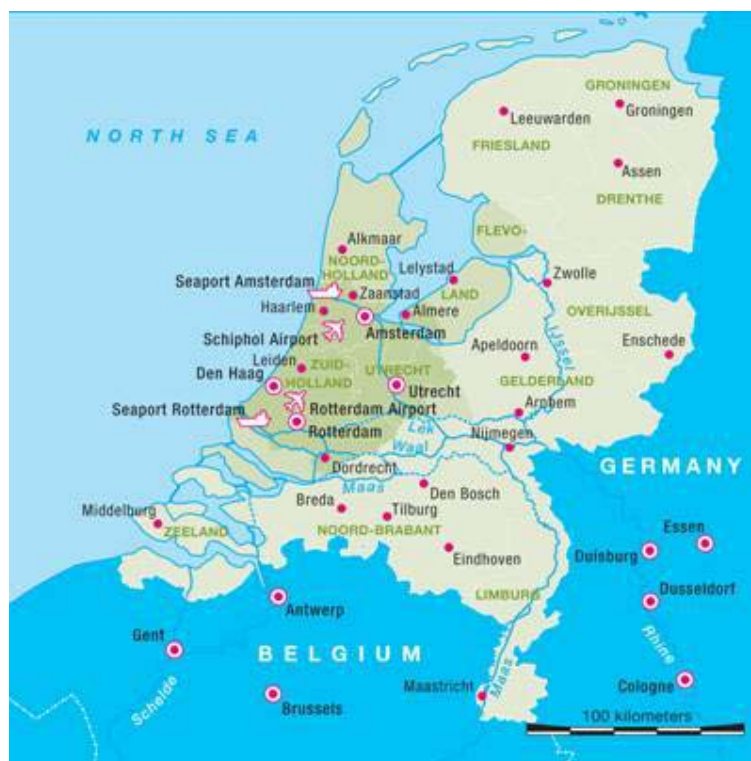 GRONINGEN
Groningen
Leeuwarden
NORTH SEA
FRIESLAND
Assen
DRENTHE
FLEVO-
Alkmaar
NOORD-
HOLLAND
Lelystad
Zwolle
Seaport Amsterdam
Zaanstad
LAND
Haarlem
Almere
OVERIJSSEL
Schiphol Airport
Amsterdam
IJssel
Apeldoorn
Enschede
Leiden
ZUID-
HOLLAND
UTRECHT
Den Haag
GELDERLAND
Utrecht
Seaport Rotterdam
Rotterdam Airport
Arnhem
Rotterdam
Lek
Waal
Nijmegen
Dordrecht
GERMANY
Maas
Den Bosch
Breda
Tilburg
Middelburg
ZEELAND
NOORD-BRABANT
Essen
Eindhoven
Duisburg
LIMBURG
Antwerp
Dusseldorf
Gent
BELGIUM
Rhine
Maas
Maastricht
Cologne
Schelde
Brussels
100 kilometers